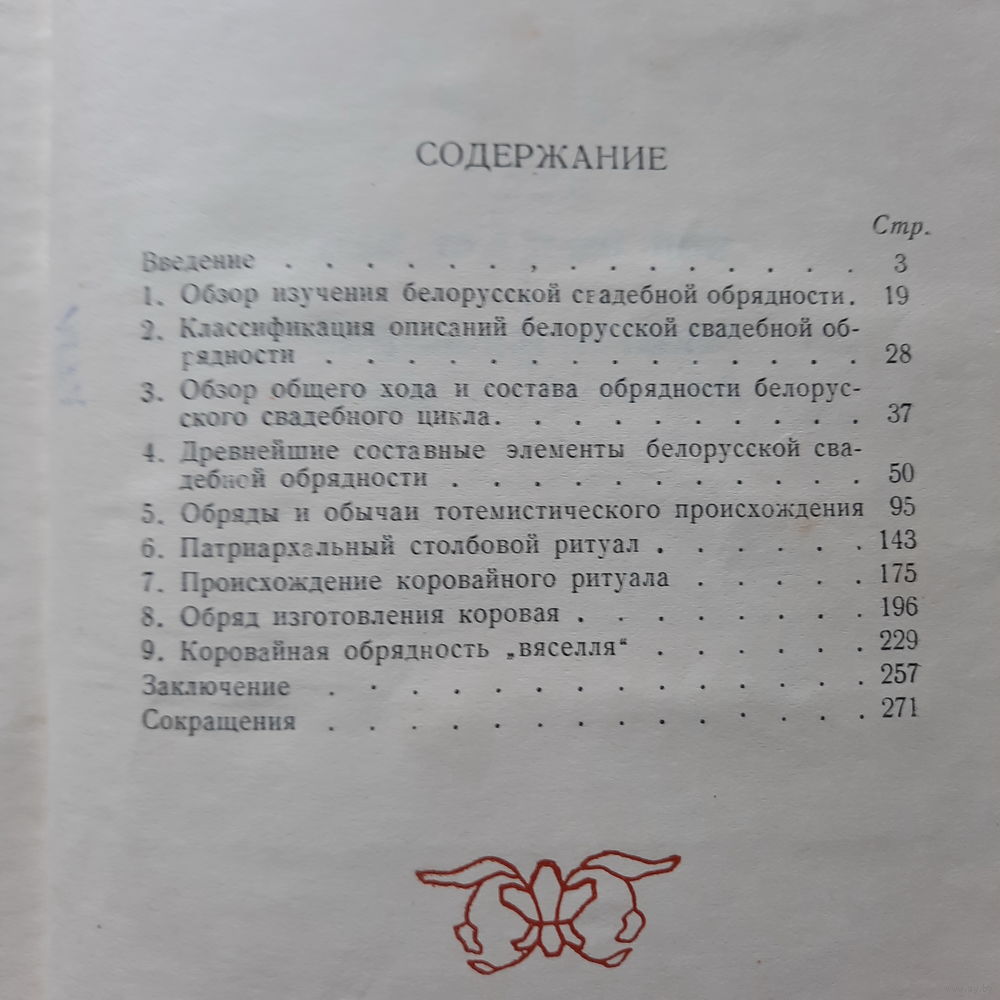 СОДЕРЖАНИЕ
Стр.
Введение . . . . . . , . . . . . . . . 3
1. Обзор изучения белорусской свадебной обрядности. 19
2. Классификация описаний белорусской свадебной об-
рядности . . . . . . . . . . . . . . 28
3. Обзор общего хода и состава обрядности белорус-
ского свадебного цикла. . . . . . . . . . 37
4. Древнейшие составные элементы белорусской сва-
дебной обрядности . . . . . . . . . . . 50
5. Обряды и обычаи тотемистического происхождения 95
6. Патриархальный столбовой ритуал . . . . . . 143
7. Происхождение коровайного ритуала . . . . . 175
8. Обряд изготовления коровая . . . . . . . . 196
9. Коровайная обрядность „вяселля“ . . . . . . 229
Заключение . . . . . . . . . . . . . . 257
Сокращения . . . . . . . . . . . . . . 271
www.ay.by